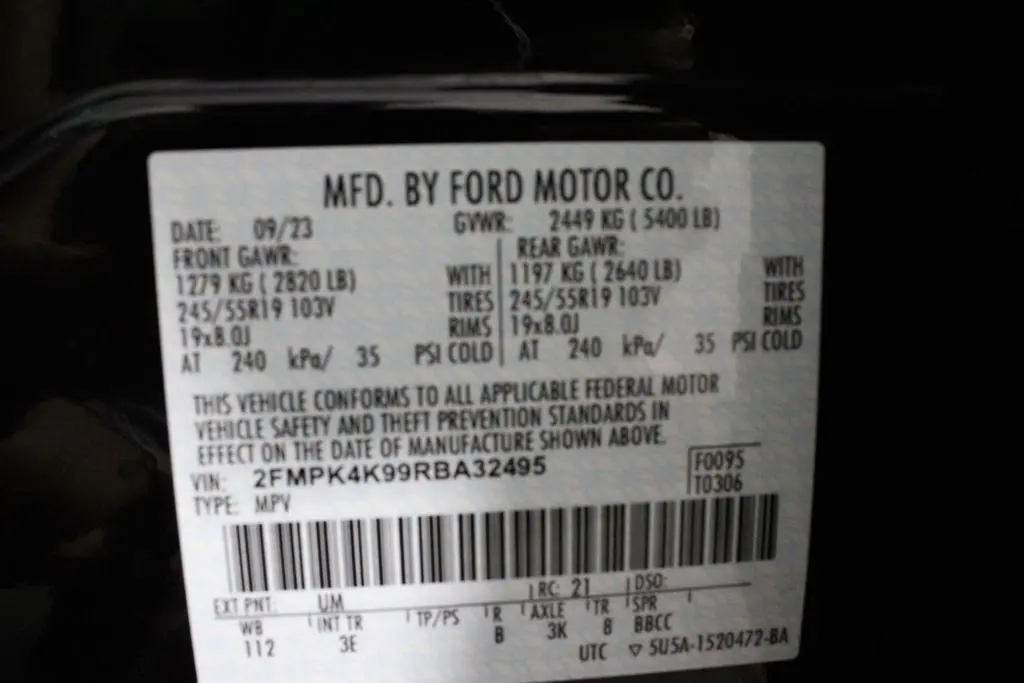 MFD. BY FORD MOTOR CO.
DATE: 09/23 GVWR: 2449 KG ( 5400 LB)
FRONT GAWR: REAR GAWR:
1279 KG ( 2820 LB) WITH 1197 KG ( 2640 LB) WITH
245/55R19 103V TIRES 245/55R19 103V TIRES
19x8.0J RIMS 19x8.0J RIMS
AT 240 kPa/ 35 PSI COLD AT 240 kPa/ 35 PSI COLD
THIS VEHICLE CONFORMS TO ALL APPLICABLE FEDERAL MOTOR
VEHICLE SAFETY AND THEFT PREVENTION STANDARDS IN
EFFECT ON THE DATE OF MANUFACTURE SHOWN ABOVE.
VIN: 2FMPK4K99RBA32495 F0095
TYPE: MPV T0306
EXT PNT: UM RC: 21 DSO:
WB INT TR TP/PS R AXLE TR SPR
112 3E B 3K 8 BBCC
UTC ▽ 5U5A-1520472-BA